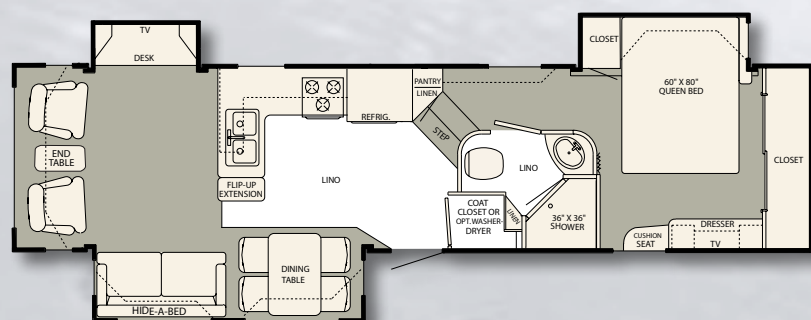 TV
DESK
END
TABLE
FLIP-UP
EXTENSION
HIDE-A-BED
DINING
TABLE
LINO
REFRIG.
PANTRY
LINEN
STEP
LINO
COAT
CLOSET OR
OPT. WASHER-
DRYER
LINEN
36" X 36"
SHOWER
CLOSET
60" X 80"
QUEEN BED
CUSHION
SEAT
DRESSER
TV
CLOSET